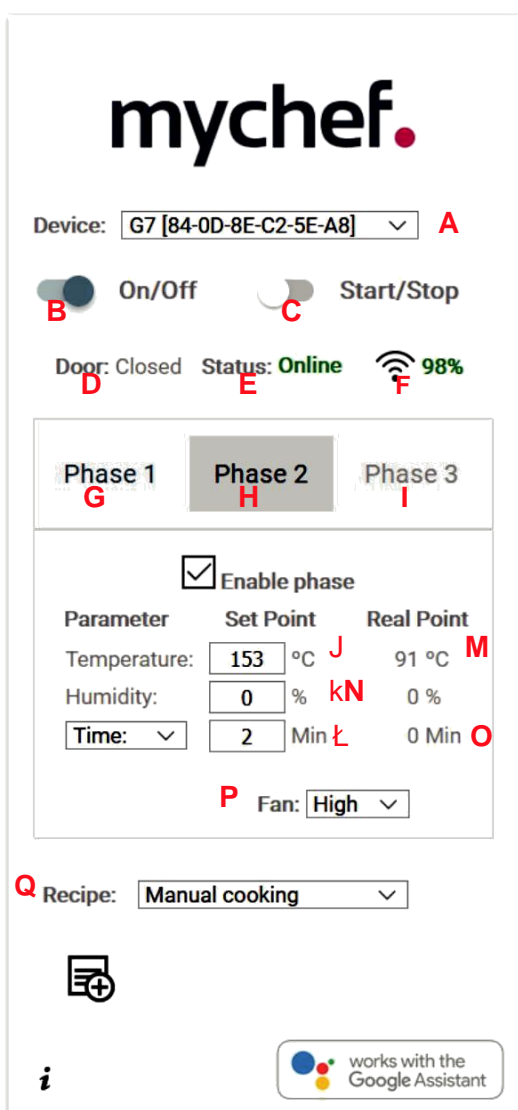 mychef.
Device: G7 [84-0D-8E-C2-5E-A8] A
On/Off Start/Stop
B C
Door: Closed Status: Online 98%
D E F
Phase 1 Phase 2 Phase 3
G H I
Enable phase
Parameter Set Point Real Point
Temperature: 153 ºC J 91 ºC M
Humidity: 0 % kN 0 %
Time: 2 Min Ł 0 Min O
P Fan: High
Q Recipe: Manual cooking
i
works with the
Google Assistant